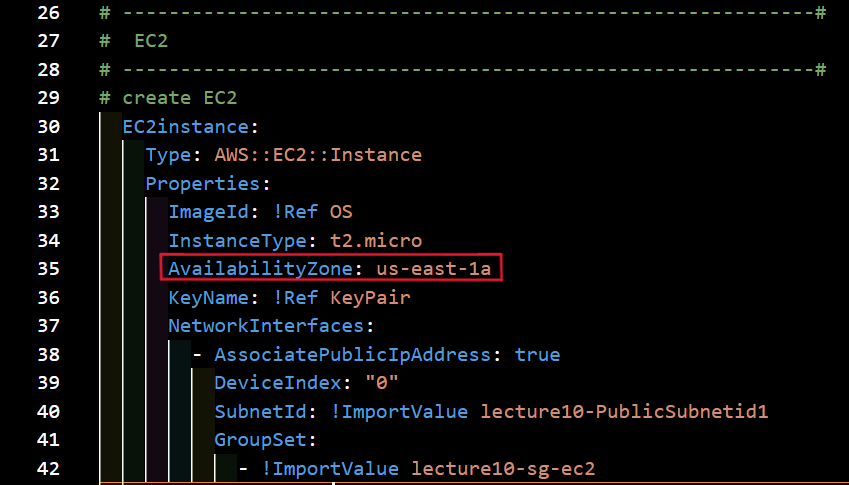 26 # ------------------------------------------------------------#
27 #  EC2
28 # ------------------------------------------------------------#
29 # create EC2
30   EC2instance:
31     Type: AWS::EC2::Instance
32     Properties:
33       ImageId: !Ref OS
34       InstanceType: t2.micro
35       AvailabilityZone: us-east-1a
36       KeyName: !Ref KeyPair
37       NetworkInterfaces:
38         - AssociatePublicIpAddress: true
39           DeviceIndex: "0"
40           SubnetId: !ImportValue lecture10-PublicSubnetid1
41           GroupSet:
42             - !ImportValue lecture10-sg-ec2